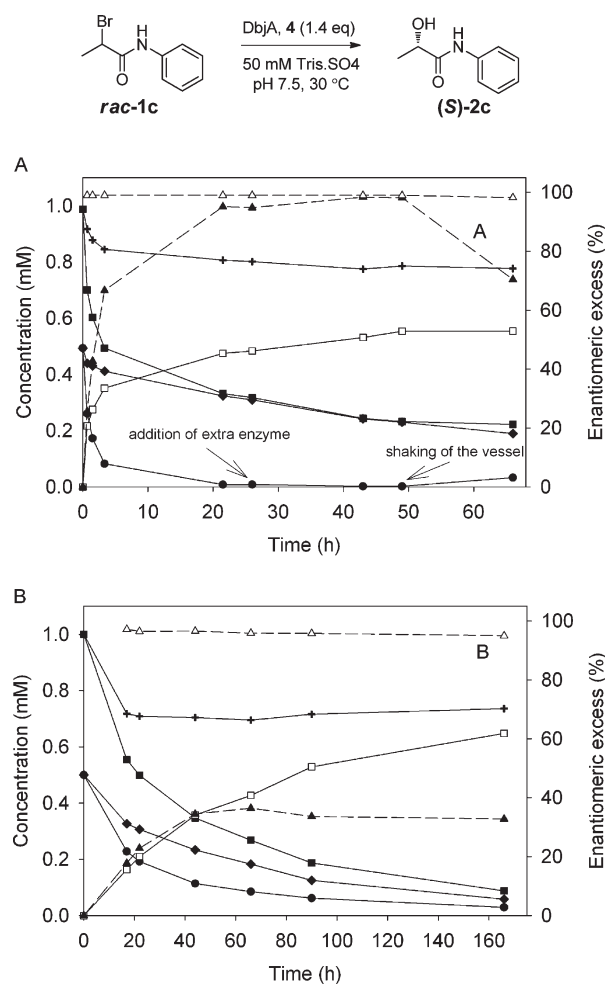 Br
H
N
O
rac-1c
DbjA, 4 (1.4 eq)
50 mM Tris.SO4
pH 7.5, 30 °C
OH
H
N
O
(S)-2c
A
Concentration (mM)
1.0
0.8
0.6
0.4
0.2
0.0
Enantiomeric excess (%)
100
80
60
40
20
0
A
addition of extra enzyme
shaking of the vessel
0 10 20 30 40 50 60
Time (h)
B
Concentration (mM)
1.0
0.8
0.6
0.4
0.2
0.0
Enantiomeric excess (%)
100
80
60
40
20
0
B
0 20 40 60 80 100 120 140 160
Time (h)